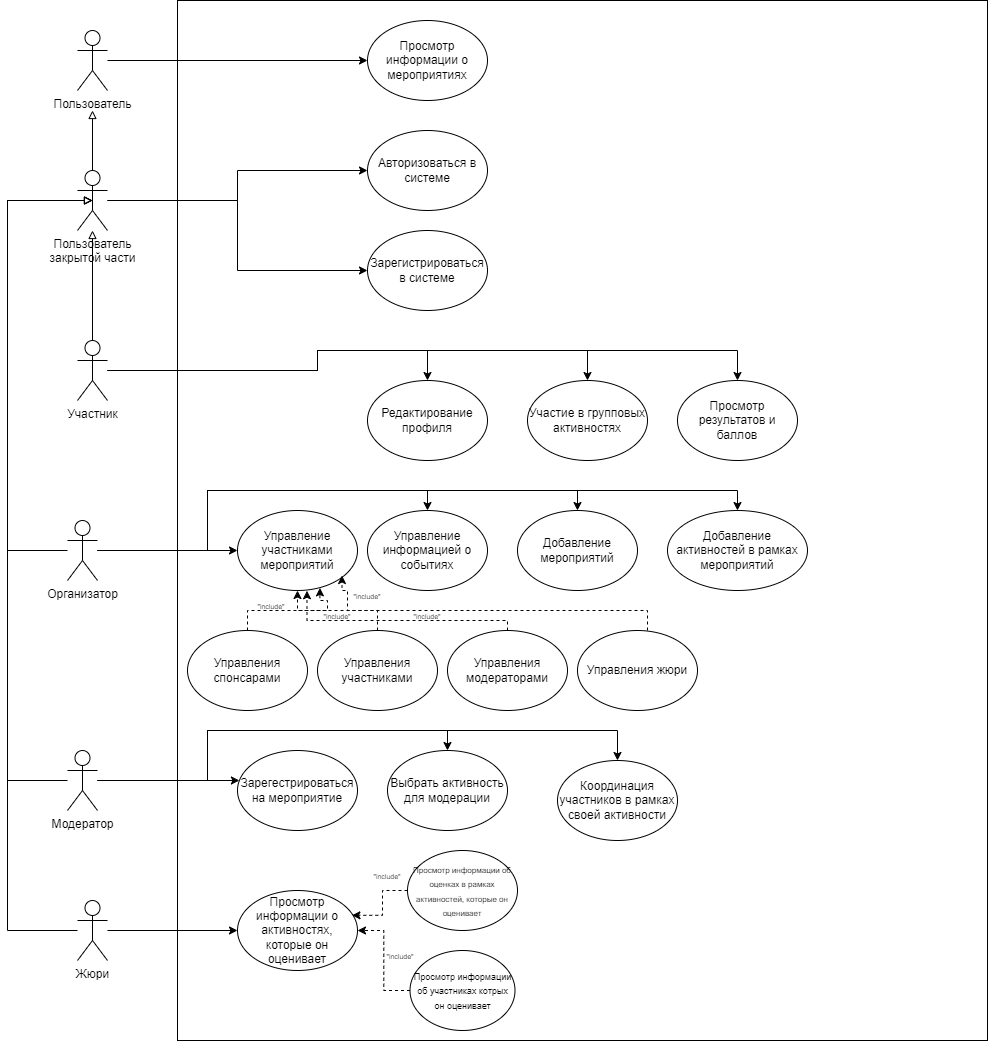 Просмотр
информации о
мероприятиях
Пользователь
Авторизоваться в
системе
Пользователь
закрытой части
Зарегистрироваться
в системе
Участник
Редактирование
профиля
Участие в групповых
активностях
Просмотр
результатов и
баллов
Организатор
Управление
участниками
мероприятий
Управление
информацией о
событиях
Добавление
мероприятий
Добавление
активностей в рамках
мероприятий
"include"
"include"
"include"
"include"
Управления
спонсарами
Управления
участниками
Управления
модераторами
Управления жюри
Модератор
Зарегестрироваться
на мероприятие
Выбрать активность
для модерации
Координация
участников в рамках
своей активности
Жюри
Просмотр
информации о
активностях,
которые он
оценивает
"include"
Просмотр информации об
оценках в рамках
активностей, которые он
оценивает
"include"
Просмотр информации
об участниках котрых
он оценивает